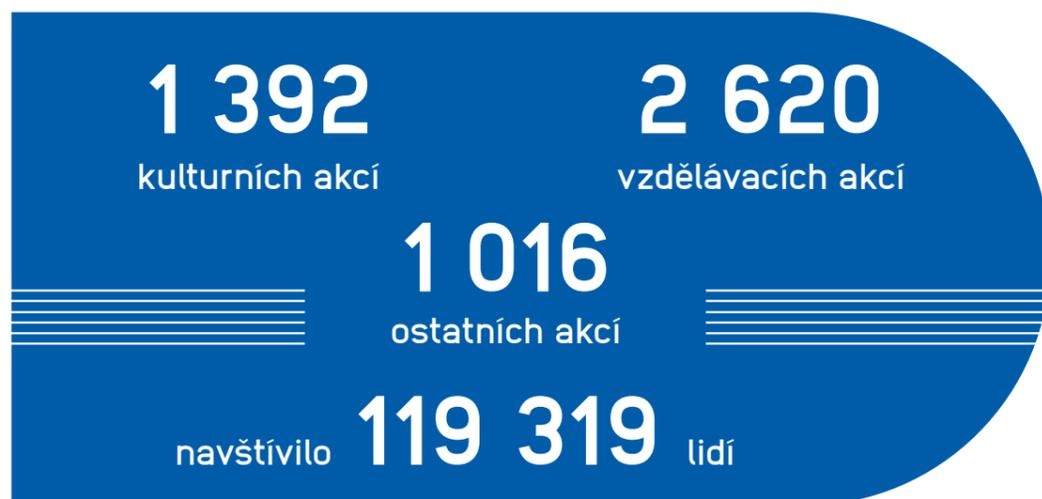 1 392 2 620
kulturních akcí vzdělávacích akcí
1 016
ostatních akcí
navštívilo 119 319 lidí